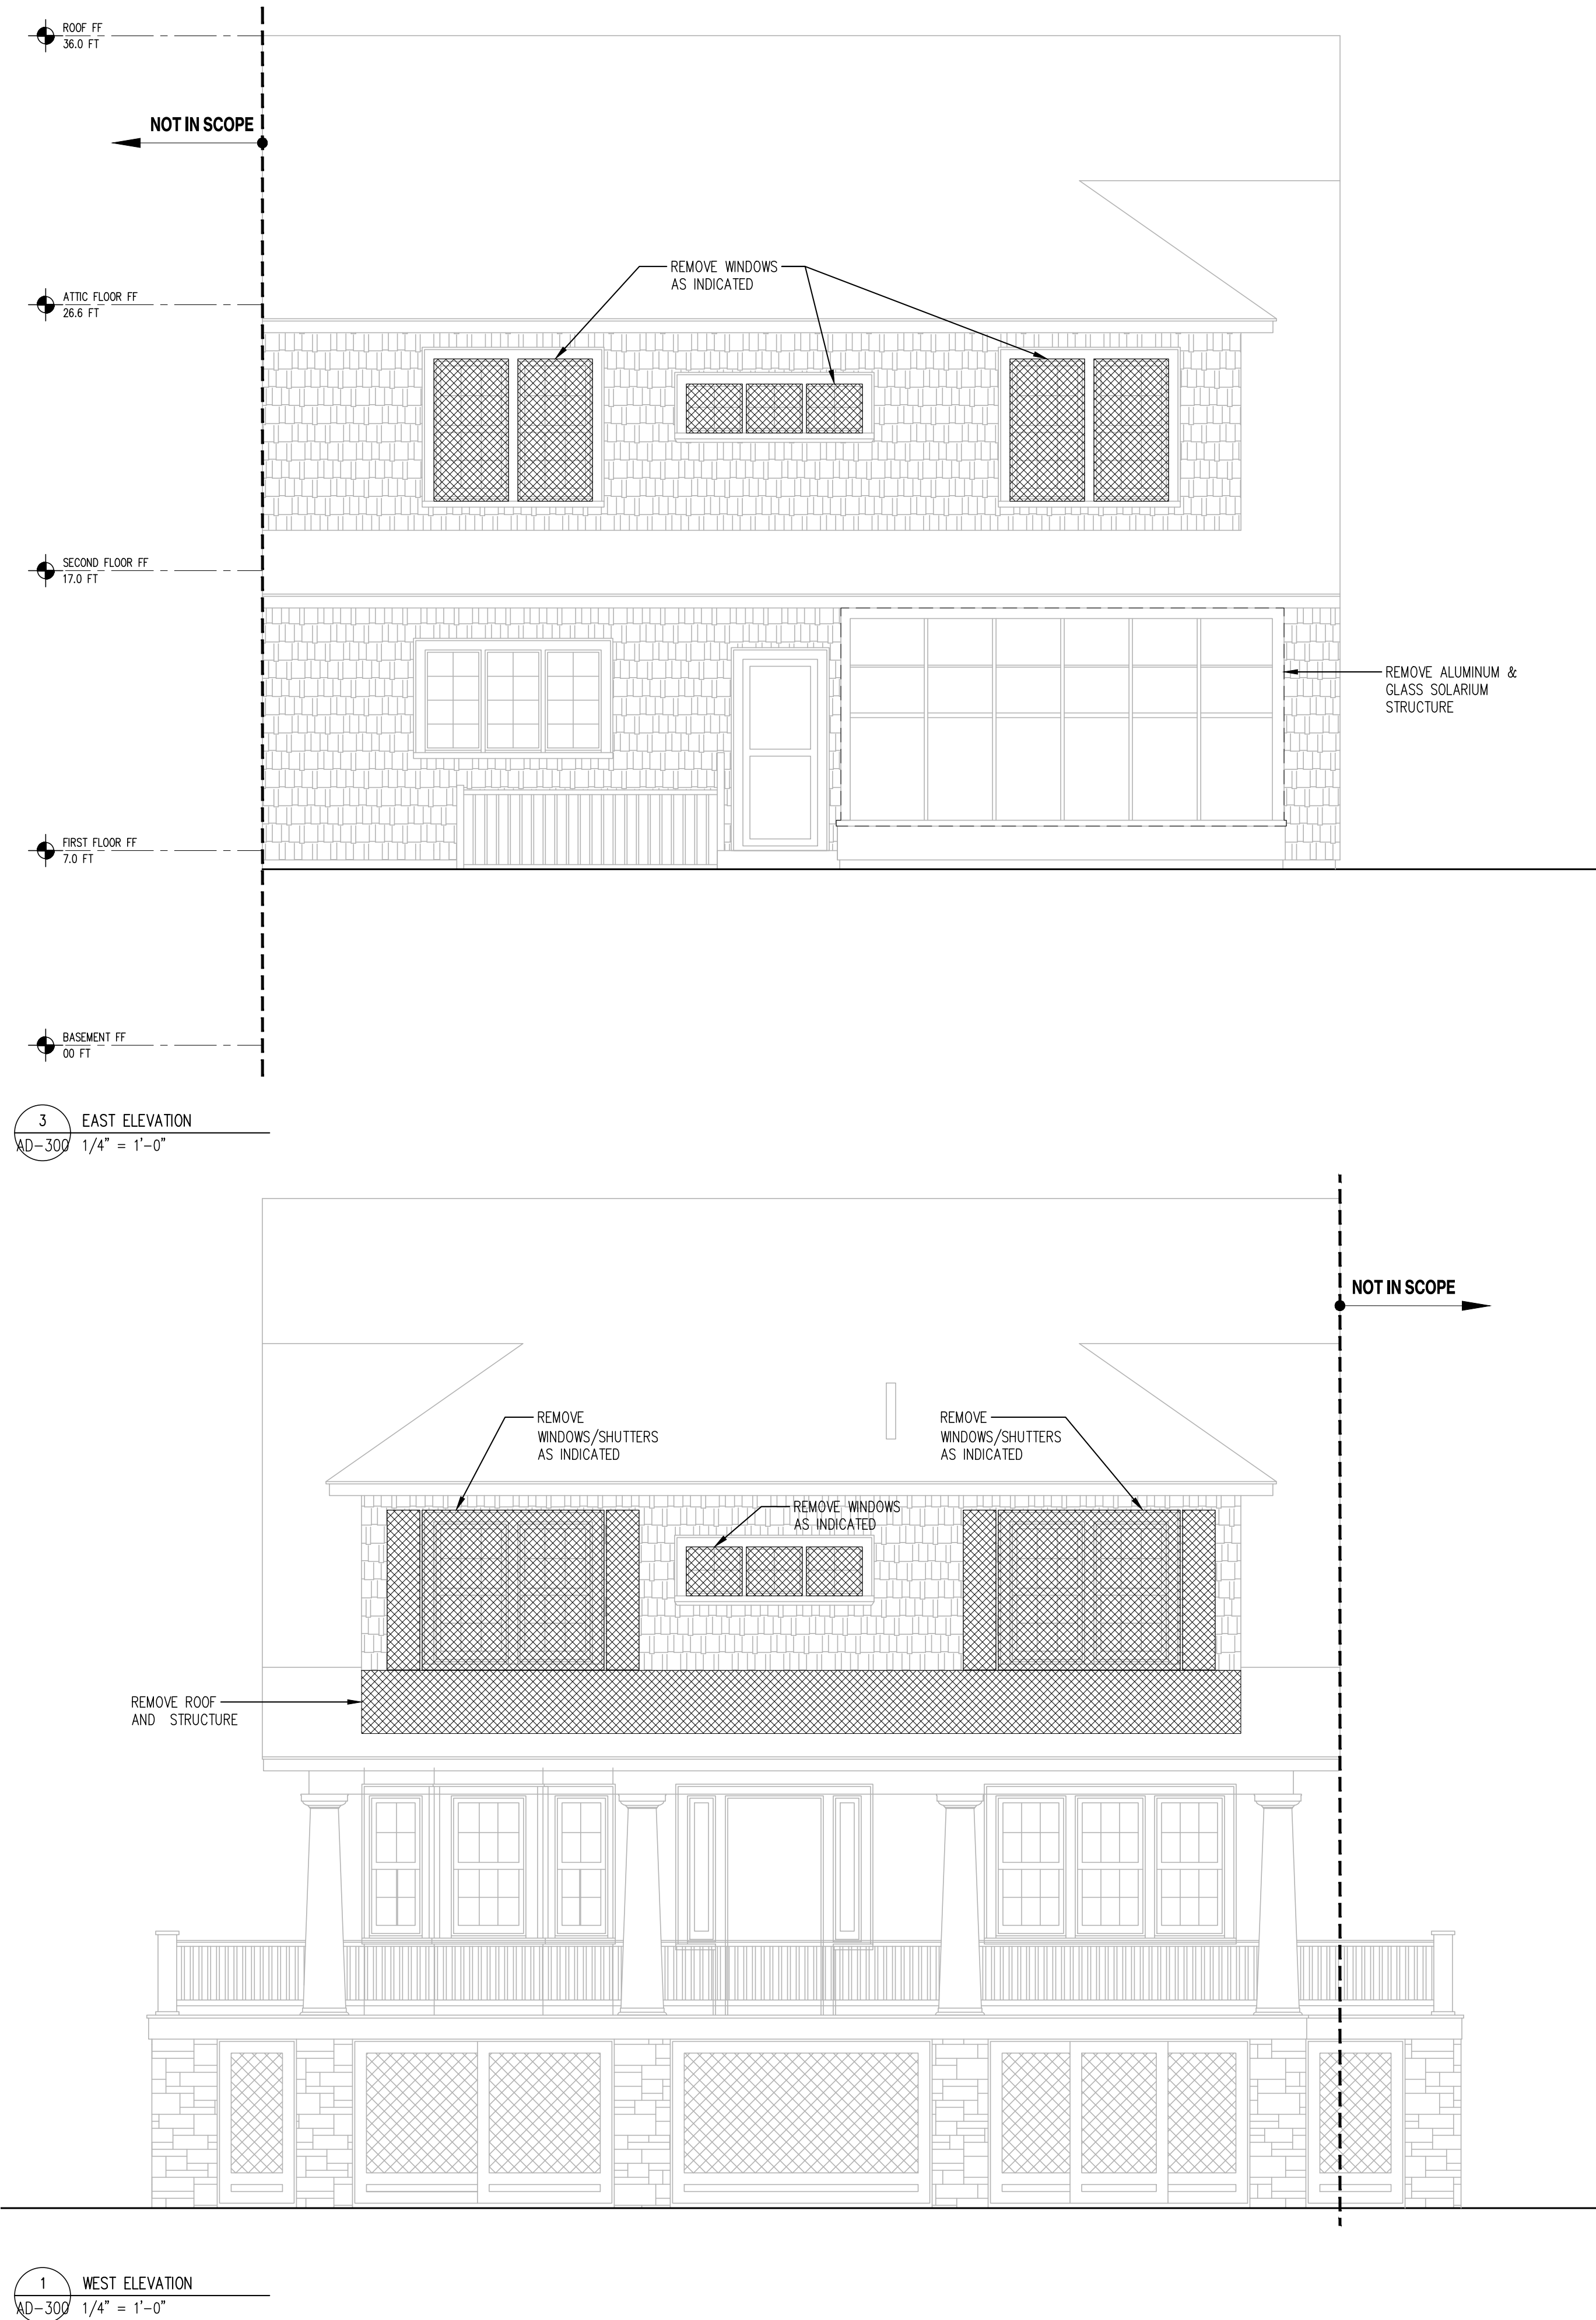 ROOF FF
36.0 FT
NOT IN SCOPE
REMOVE WINDOWS
AS INDICATED
ATTIC FLOOR FF
26.6 FT
SECOND FLOOR FF
17.0 FT
REMOVE ALUMINUM &
GLASS SOLARIUM
STRUCTURE
FIRST FLOOR FF
7.0 FT
BASEMENT FF
00 FT
3
EAST ELEVATION
AD-300
1/4" = 1'-0"
NOT IN SCOPE
REMOVE
WINDOWS/SHUTTERS
AS INDICATED
REMOVE
WINDOWS/SHUTTERS
AS INDICATED
REMOVE WINDOWS
AS INDICATED
REMOVE ROOF
AND STRUCTURE
1
WEST ELEVATION
AD-300
1/4" = 1'-0"